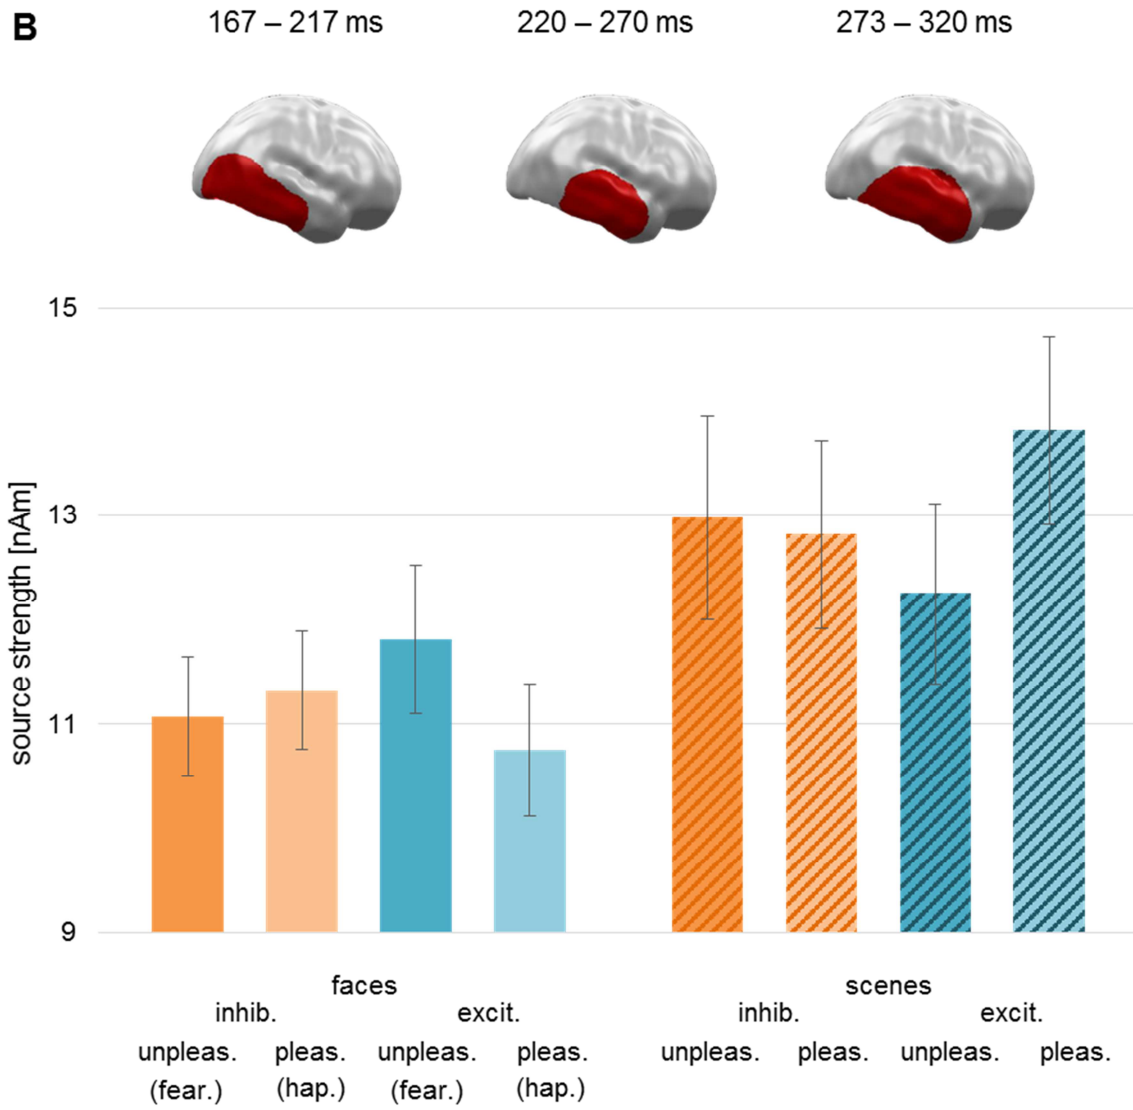 B
167 – 217 ms 220 – 270 ms 273 – 320 ms
15
13
11
9
source strength [nAm]
faces scenes
inhib. excit. inhib. excit.
unpleas. pleas. unpleas. pleas. unpleas. pleas. unpleas. pleas.
(fear.) (hap.) (fear.) (hap.)